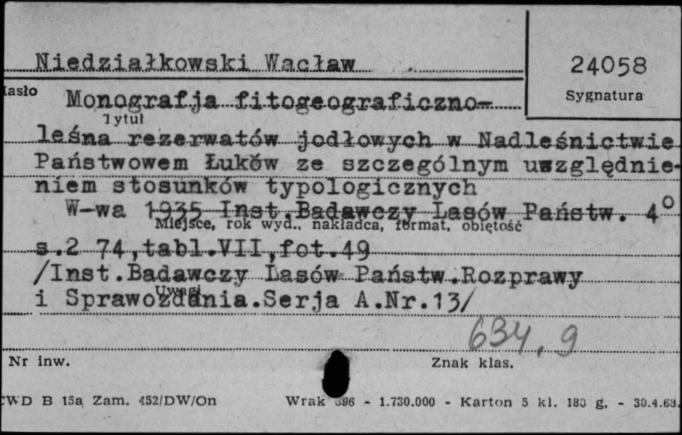 Niedziałkowski Wacław
24058
Hasło
Sygnatura
Monografja fitogeograficzno-
Tytuł
leśna rezerwatów jodłowych w Nadleśnictwie
Państwowem Łuków ze szczególnym uwzględnie-
niem stosunków typologicznych
W-wa 1935 Inst.Badawczy Lasów Państw. 4°
Miejsce, rok wyd., nakładca, format, objętość
s.2 74,tabl.VII,fot.49
/Inst.Badawczy Lasów Państw.Rozprawy
Uwagi
i Sprawozdania.Serja A.Nr.13/
634.9
Nr inw.
Znak klas.
CWD B 15a Zam. 452/DW/On
Wrak 396 - 1.730.000 - Karton 5 kl. 180 g. - 30.4.63.